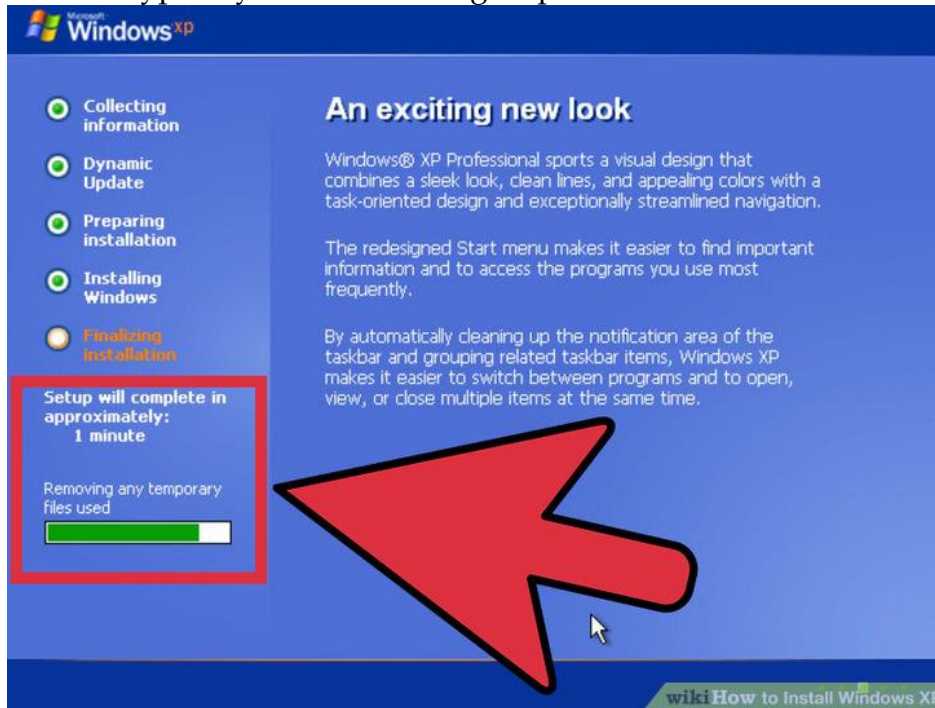 Microsoft
Windows xp
Collecting
information
Dynamic
Update
Preparing
installation
Installing
Windows
Finalizing
installation
Setup will complete in
approximately:
1 minute
Removing any temporary
files used
An exciting new look
Windows® XP Professional sports a visual design that
combines a sleek look, clean lines, and appealing colors with a
task-oriented design and exceptionally streamlined navigation.
The redesigned Start menu makes it easier to find important
information and to access the programs you use most
frequently.
By automatically cleaning up the notification area of the
taskbar and grouping related taskbar items, Windows XP
makes it easier to switch between programs and to open,
view, or close multiple items at the same time.
wikiHow to Install Windows XP